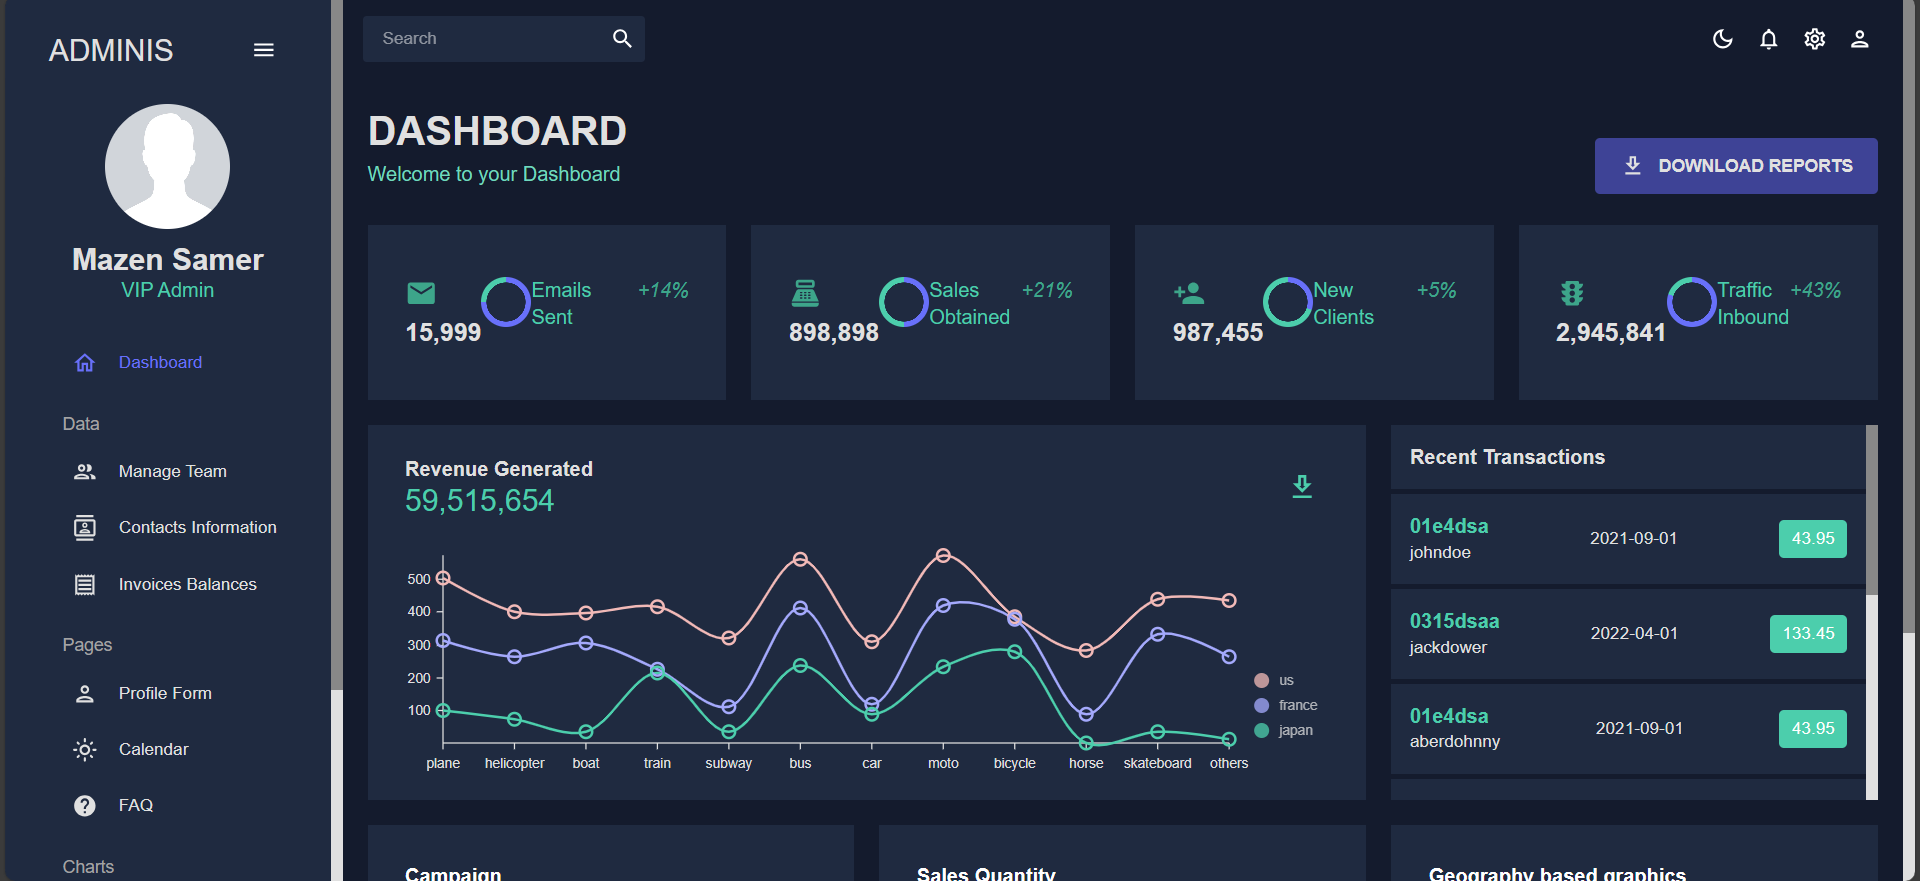 ADMINIS
Mazen Samer
VIP Admin
Dashboard
Data
Manage Team
Contacts Information
Invoices Balances
Pages
Profile Form
Calendar
FAQ
Charts
Search
DASHBOARD
Welcome to your Dashboard
DOWNLOAD REPORTS
15,999
Emails
Sent
+14%
898,898
Sales
Obtained
+21%
987,455
New
Clients
+5%
2,945,841
Traffic
Inbound
+43%
Revenue Generated
59,515,654
500
400
300
200
100
plane helicopter boat train subway bus car moto bicycle horse skateboard others
us
france
japan
Recent Transactions
01e4dsa
johndoe
2021-09-01
43.95
0315dsaa
jackdower
2022-04-01
133.45
01e4dsa
aberdohnny
2021-09-01
43.95
Campaign
Sales Quantity
Geography based graphics